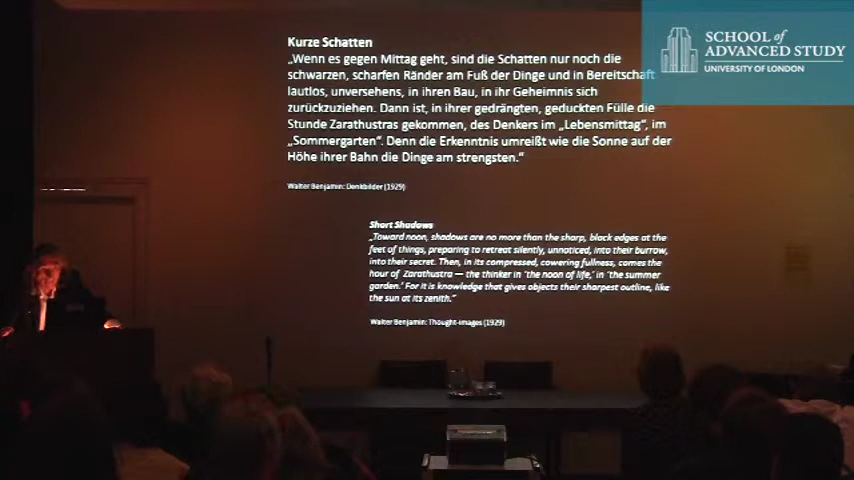 SCHOOL of
ADVANCED STUDY
UNIVERSITY OF LONDON
Kurze Schatten
„Wenn es gegen Mittag geht, sind die Schatten nur noch die
schwarzen, scharfen Ränder am Fuß der Dinge und in Bereitschaft
lautlos, unversehens, in ihren Bau, in ihr Geheimnis sich
zurückzuziehen. Dann ist, in ihrer gedrängten, geduckten Fülle die
Stunde Zarathustras gekommen, des Denkers im „Lebensmittag“, im
„Sommergarten“. Denn die Erkenntnis umreißt wie die Sonne auf der
Höhe ihrer Bahn die Dinge am strengsten.“
Walter Benjamin: Denkbilder (1929)
Short Shadows
„Toward noon, shadows are no more than the sharp, black edges at the
feet of things, preparing to retreat silently, unnoticed, into their burrow,
into their secret. Then, in its compressed, cowering fullness, comes the
hour of Zarathustra — the thinker in ‘the noon of life,’ in ‘the summer
garden.’ For it is knowledge that gives objects their sharpest outline, like
the sun at its zenith.“
Walter Benjamin: Thought-images (1929)